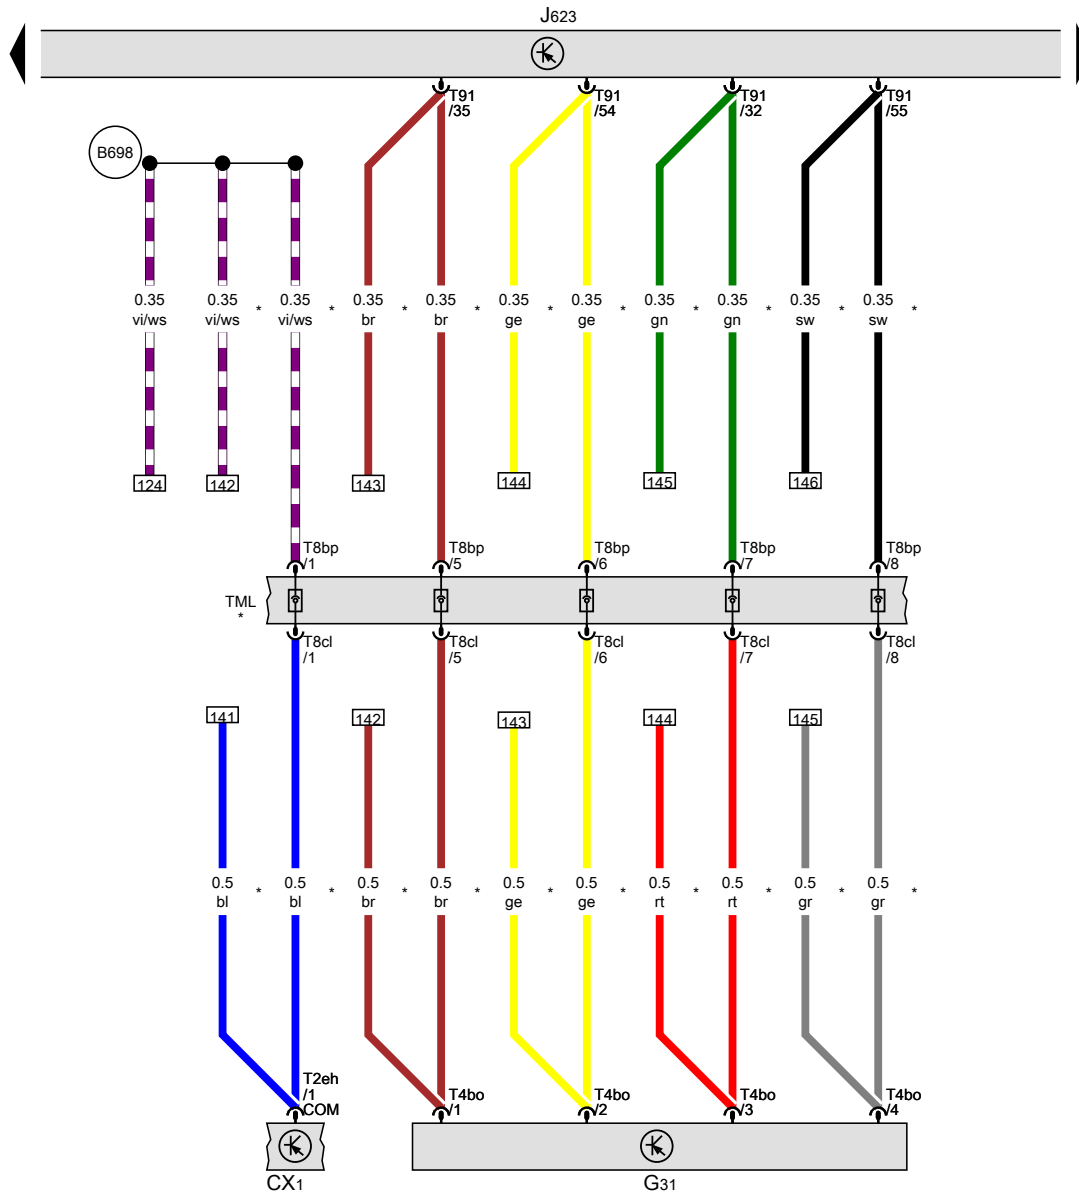 J623
T91 T91 T91 T91
/35 /54 /32 /55
B698
0.35 0.35 0.35 0.35 0.35 0.35 0.35 0.35 0.35 0.35 0.35
vi/ws vi/ws * vi/ws br * br ge * ge gn * gn sw * sw *
124 142 143 144 145 146
T8bp T8bp T8bp T8bp T8bp
/1 /5 /6 /7 /8
TML
*
T8cl T8cl T8cl T8cl T8cl
/1 /5 /6 /7 /8
141 142 143 144 145
0.5 0.5 0.5 0.5 0.5 0.5 0.5 0.5 0.5 0.5
bl * bl br * br ge * ge rt * rt gr * gr *
T2eh
/1
COM
T4bo T4bo T4bo T4bo
/1 /2 /3 /4
CX1 G31